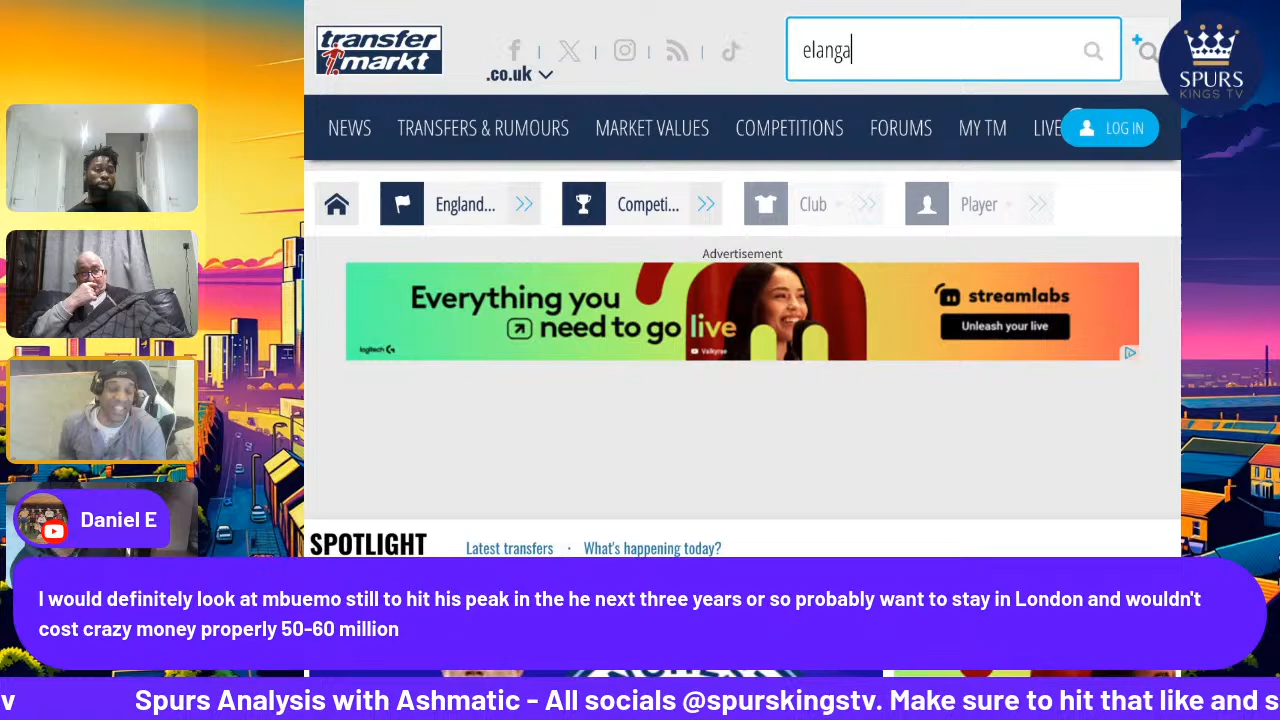 transfer
markt
.co.uk
elanga
SPURS
KINGS TV
NEWS TRANSFERS & RUMOURS MARKET VALUES COMPETITIONS FORUMS MY TM LIVE LOG IN
England... Competi... Club Player
Advertisement
Everything you
need to go live
logitech G
Valkyrae
streamlabs
Unleash your live
Daniel E
SPOTLIGHT Latest transfers · What's happening today?
I would definitely look at mbuemo still to hit his peak in the he next three years or so probably want to stay in London and wouldn't
cost crazy money properly 50-60 million
v Spurs Analysis with Ashmatic - All socials @spurskingstv. Make sure to hit that like and s